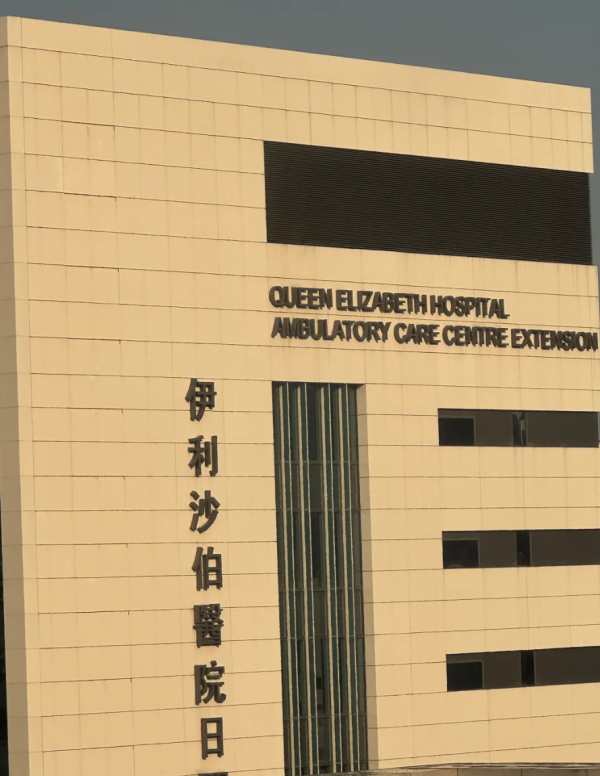 QUEEN ELIZABETH HOSPITAL
AMBULATORY CARE CENTRE EXTENSION
伊利沙伯醫院日